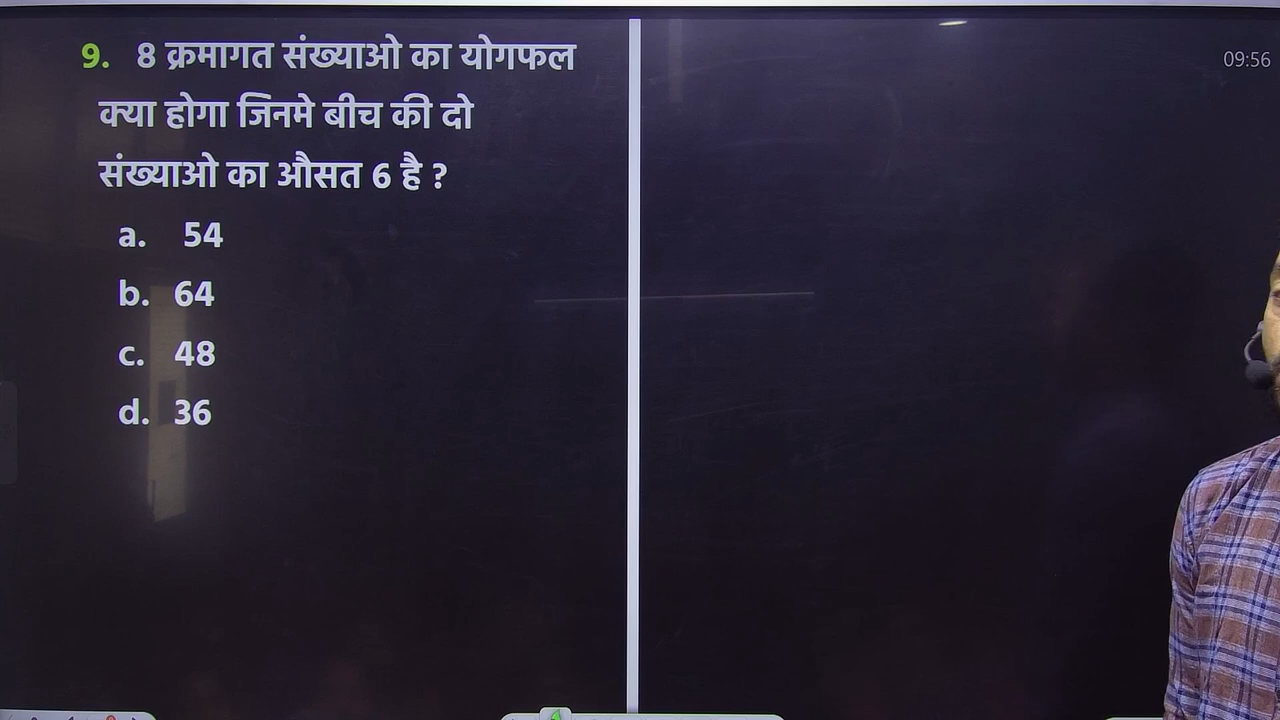 9. 8 क्रमागत संख्याओ का योगफल
क्या होगा जिनमे बीच की दो
संख्याओ का औसत 6 है ?
a. 54
b. 64
c. 48
d. 36
09:56